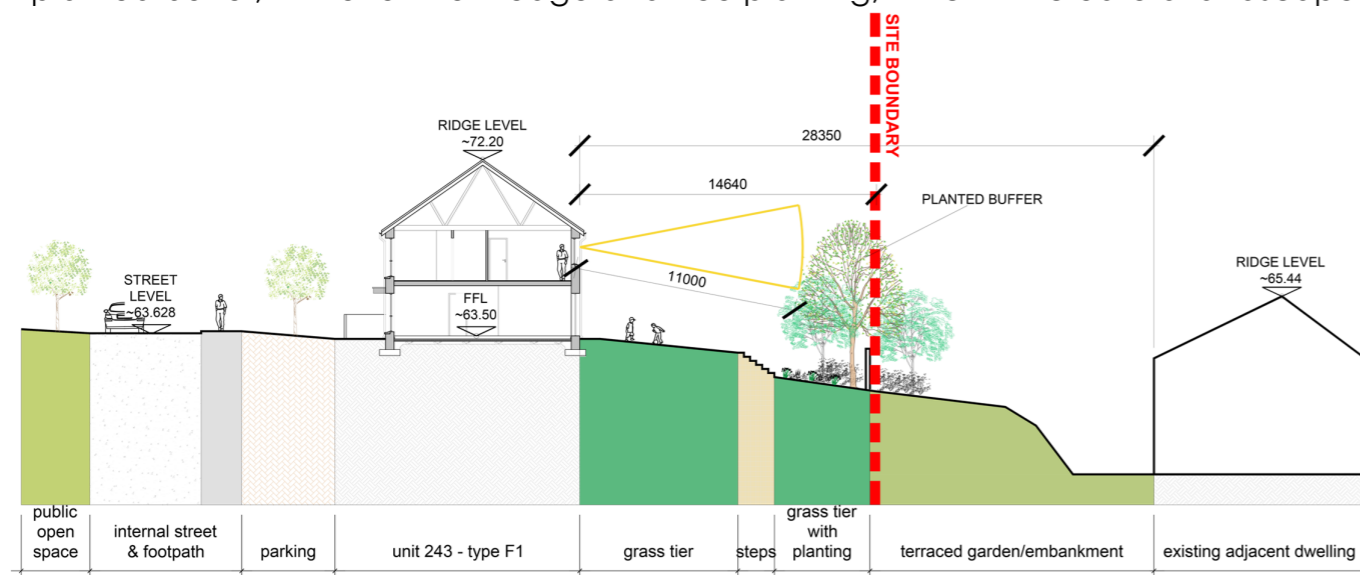 SITE BOUNDARY
28350
RIDGE LEVEL
~72.20
14640
PLANTED BUFFER
RIDGE LEVEL
~65.44
STREET
LEVEL
~63.628
11000
FFL
~63.50
public
open
space
internal street
& footpath
parking
unit 243 - type F1
grass tier
steps
grass tier
with
planting
terraced garden/embankment
existing adjacent dwelling